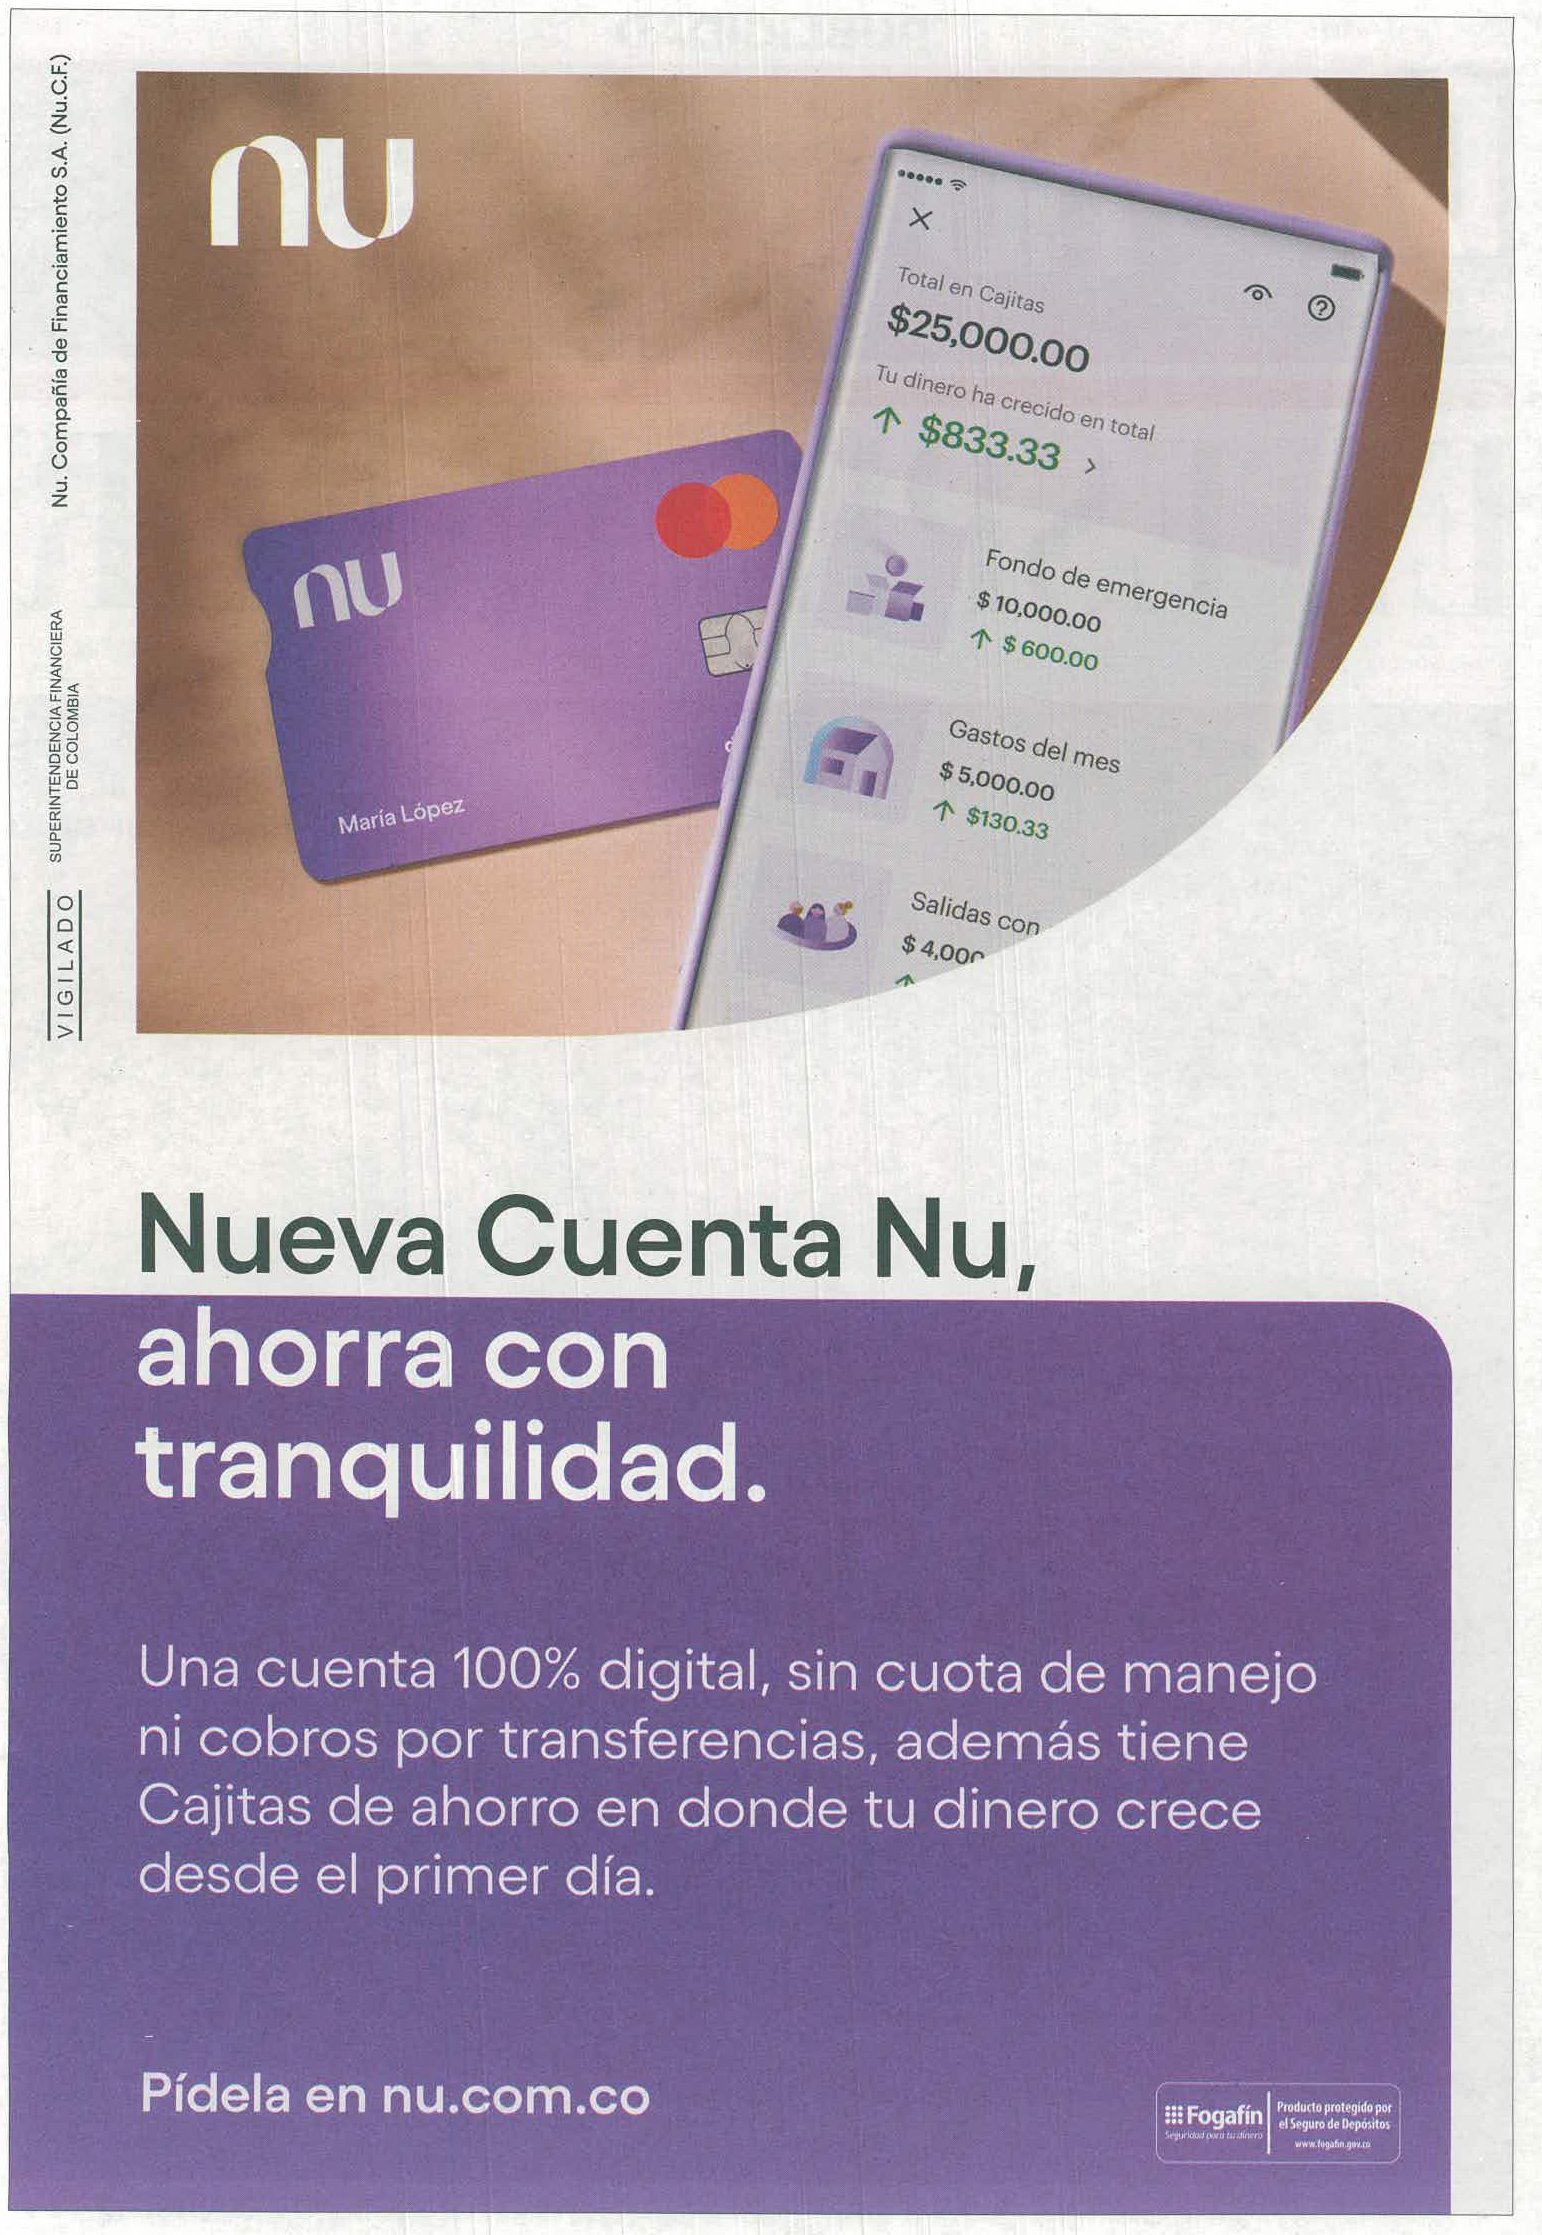 Nu. Compañía de Financiamiento S.A. (Nu.C.F.)
SUPERINTENDENCIA FINANCIERA
DE COLOMBIA
VIGILADO
nu
Total en Cajitas
$25,000.00
Tu dinero ha crecido en total
↑ $833.33 >
Fondo de emergencia
$10,000.00
↑ $600.00
Gastos del mes
$5,000.00
↑ $130.33
Salidas con
$4,000
nu
María López
Nueva Cuenta Nu,
ahorra con
tranquilidad.
Una cuenta 100% digital, sin cuota de manejo
ni cobros por transferencias, además tiene
Cajitas de ahorro en donde tu dinero crece
desde el primer día.
Pídela en nu.com.co
Fogafín
Seguridad para tu dinero
Producto protegido por
el Seguro de Depósitos
www.fogafin.gov.co